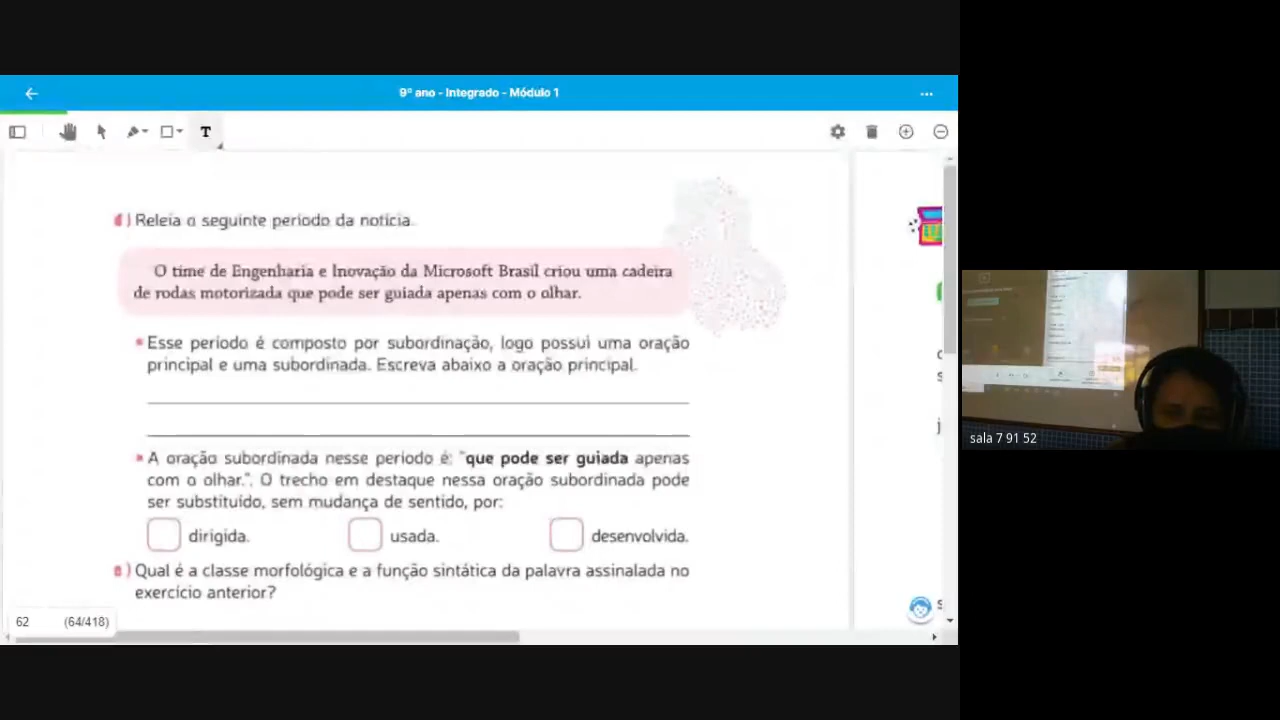 9º ano - Integrado - Módulo 1
T
d) Releia o seguinte período da notícia.
O time de Engenharia e Inovação da Microsoft Brasil criou uma cadeira
de rodas motorizada que pode ser guiada apenas com o olhar.
Esse período é composto por subordinação, logo possui uma oração
principal e uma subordinada. Escreva abaixo a oração principal.
A oração subordinada nesse período é: "que pode ser guiada apenas
com o olhar.". O trecho em destaque nessa oração subordinada pode
ser substituído, sem mudança de sentido, por:
dirigida. usada. desenvolvida.
e) Qual é a classe morfológica e a função sintática da palavra assinalada no
exercício anterior?
62 (64/418)
sala 7 91 52